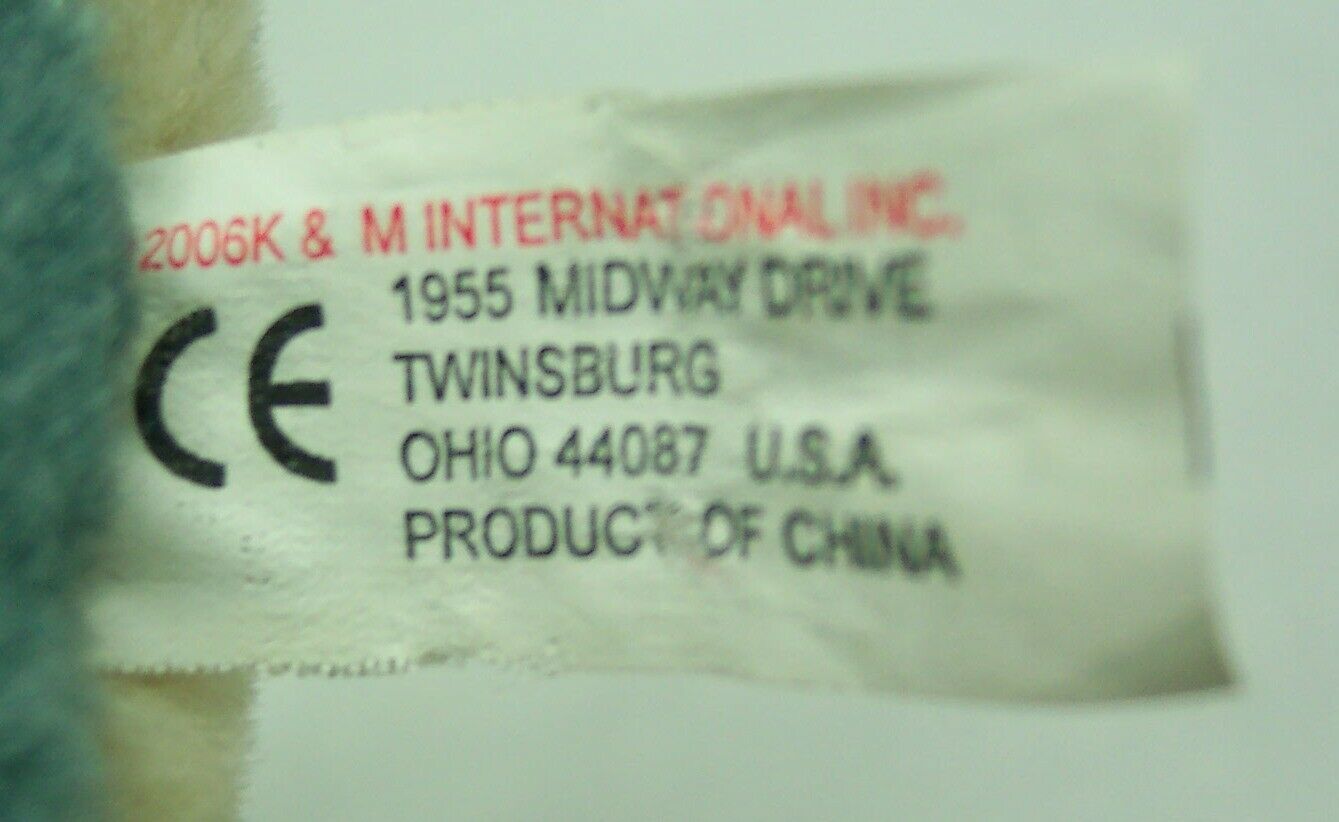 2006K & M INTERNATIONAL INC.
CE
1955 MIDWAY DRIVE
TWINSBURG
OHIO 44087 U.S.A.
PRODUCT OF CHINA